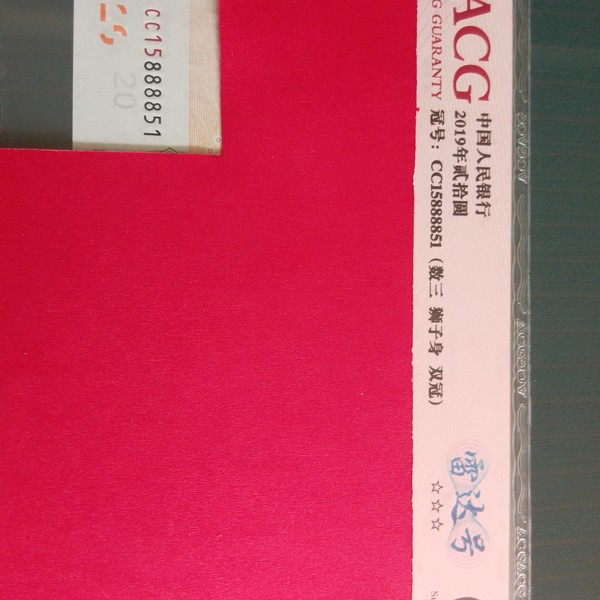 CC15888851
20
ACG
G GUARANTY
中国人民银行
2019年贰拾圆
冠号：CC15888851（数三 狮子身 双冠）
雷达号
☆☆☆